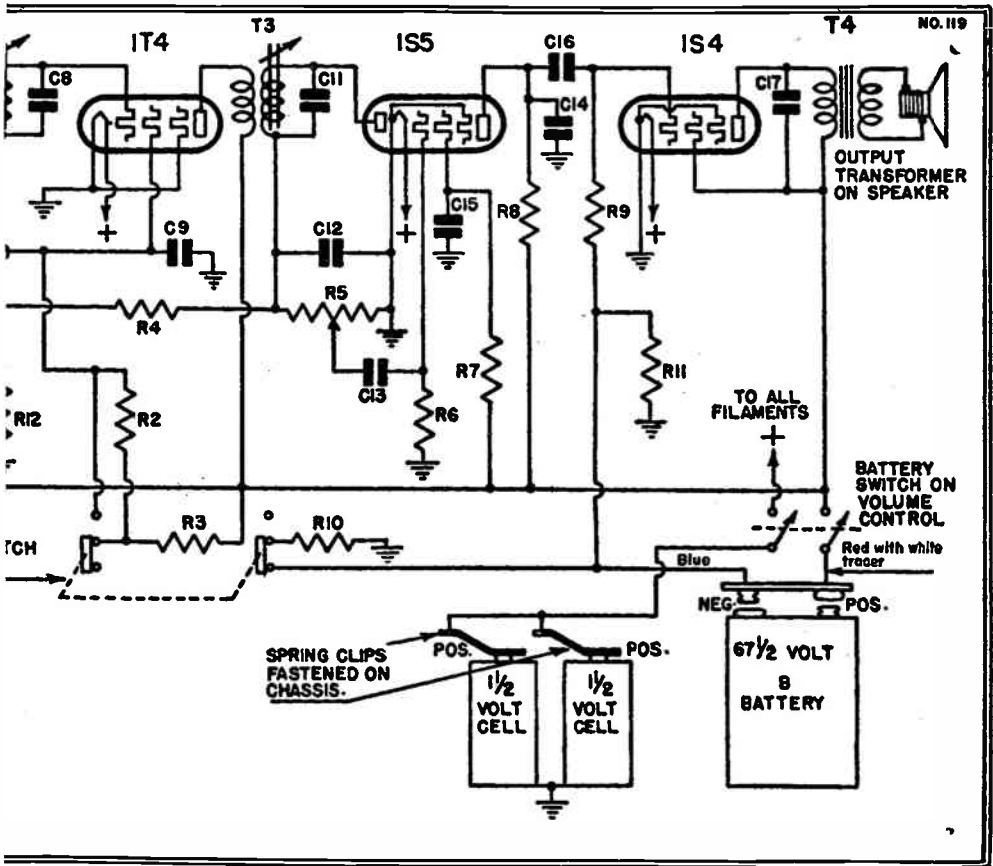 T3
T4
NO. 119
1T4
1S5
C16
1S4
C8
C11
C14
C17
OUTPUT
TRANSFORMER
ON SPEAKER
C15
R8
R9
+
+
+
C9
C12
R4
R5
R7
R11
C13
R6
R12
R2
TO ALL
FILAMENTS
+
BATTERY
SWITCH ON
VOLUME
CONTROL
TCH
R3
R10
Red with white
tracer
Blue
NEG.
POS.
SPRING CLIPS
FASTENED ON
CHASSIS.
POS.
POS.
1½
VOLT
CELL
1½
VOLT
CELL
67½ VOLT
B
BATTERY